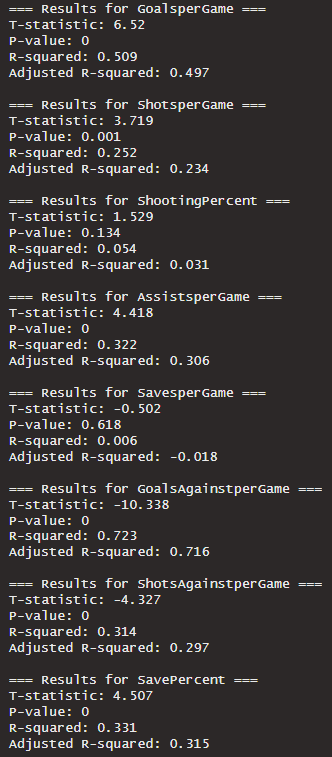 === Results for GoalsperGame ===
T-statistic: 6.52
P-value: 0
R-squared: 0.509
Adjusted R-squared: 0.497
=== Results for ShotsperGame ===
T-statistic: 3.719
P-value: 0.001
R-squared: 0.252
Adjusted R-squared: 0.234
=== Results for ShootingPercent ===
T-statistic: 1.529
P-value: 0.134
R-squared: 0.054
Adjusted R-squared: 0.031
=== Results for AssistsperGame ===
T-statistic: 4.418
P-value: 0
R-squared: 0.322
Adjusted R-squared: 0.306
=== Results for SavesperGame ===
T-statistic: -0.502
P-value: 0.618
R-squared: 0.006
Adjusted R-squared: -0.018
=== Results for GoalsAgainstperGame ===
T-statistic: -10.338
P-value: 0
R-squared: 0.723
Adjusted R-squared: 0.716
=== Results for ShotsAgainstperGame ===
T-statistic: -4.327
P-value: 0
R-squared: 0.314
Adjusted R-squared: 0.297
=== Results for SavePercent ===
T-statistic: 4.507
P-value: 0
R-squared: 0.331
Adjusted R-squared: 0.315